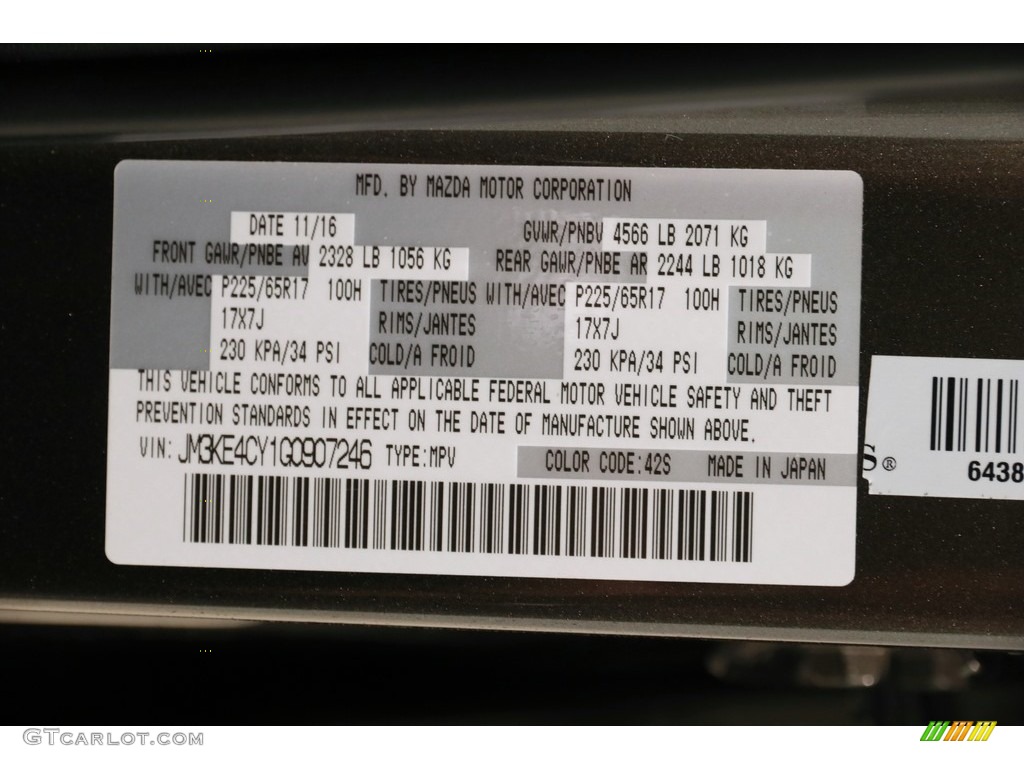 MFD. BY MAZDA MOTOR CORPORATION
DATE 11/16 GVWR/PNBV 4566 LB 2071 KG
FRONT GAWR/PNBE AV 2328 LB 1056 KG REAR GAWR/PNBE AR 2244 LB 1018 KG
WITH/AVEC P225/65R17 100H TIRES/PNEUS WITH/AVEC P225/65R17 100H TIRES/PNEUS
17X7J RIMS/JANTES 17X7J RIMS/JANTES
230 KPA/34 PSI COLD/A FROID 230 KPA/34 PSI COLD/A FROID
THIS VEHICLE CONFORMS TO ALL APPLICABLE FEDERAL MOTOR VEHICLE SAFETY AND THEFT
PREVENTION STANDARDS IN EFFECT ON THE DATE OF MANUFACTURE SHOWN ABOVE.
VIN: JM3KE4CY1G0907246 TYPE:MPV COLOR CODE:42S MADE IN JAPAN
S®
6438
GTCARLOT.COM